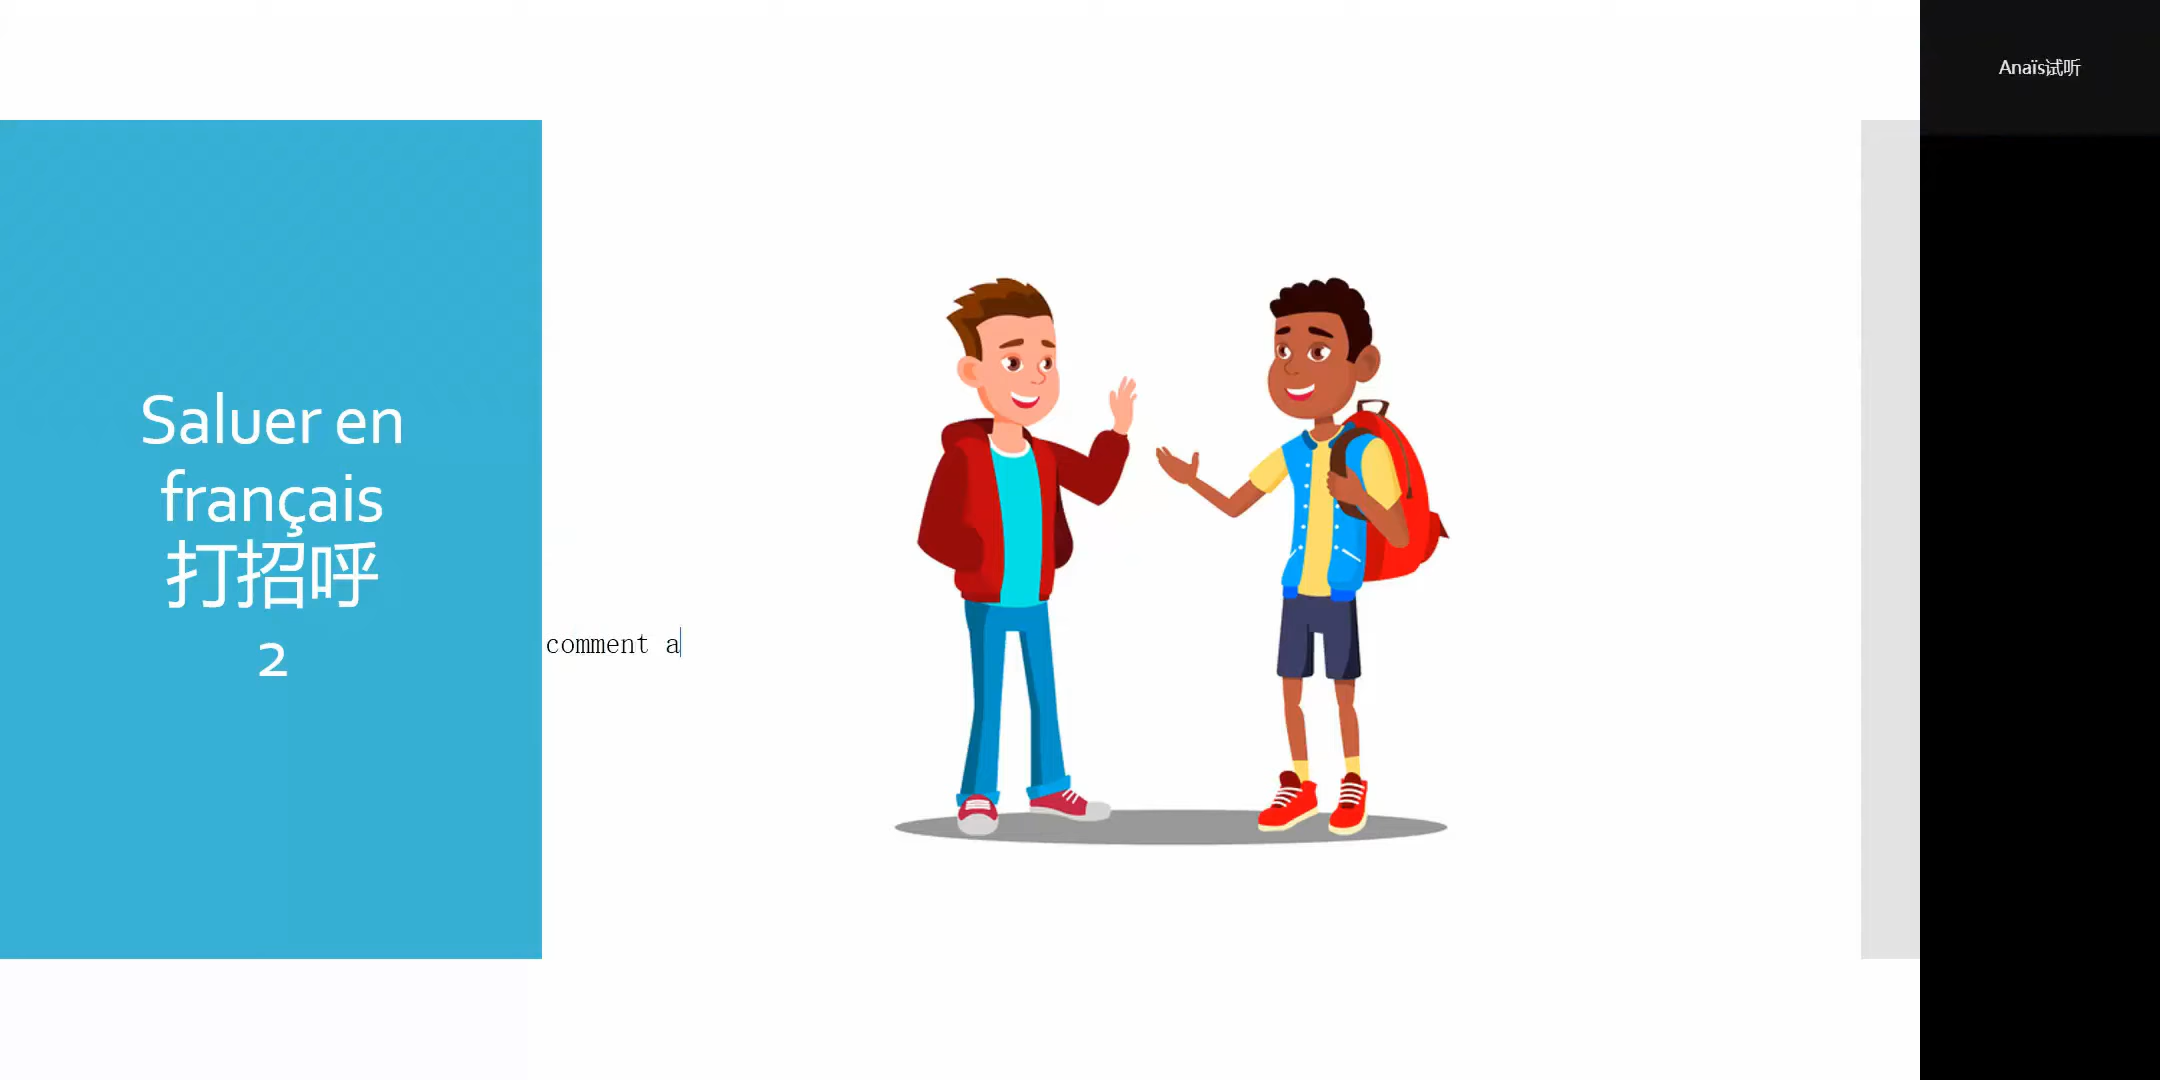 Saluer en
français
打招呼
2
comment a
Anaïs试听